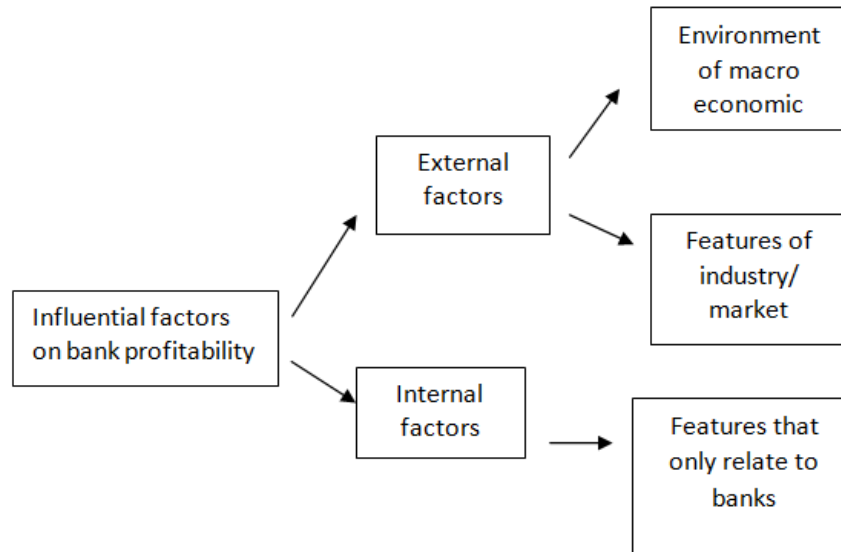 Environment
of macro
economic
External
factors
Features of
industry/
market
Influential factors
on bank profitability
Internal
factors
Features that
only relate to
banks